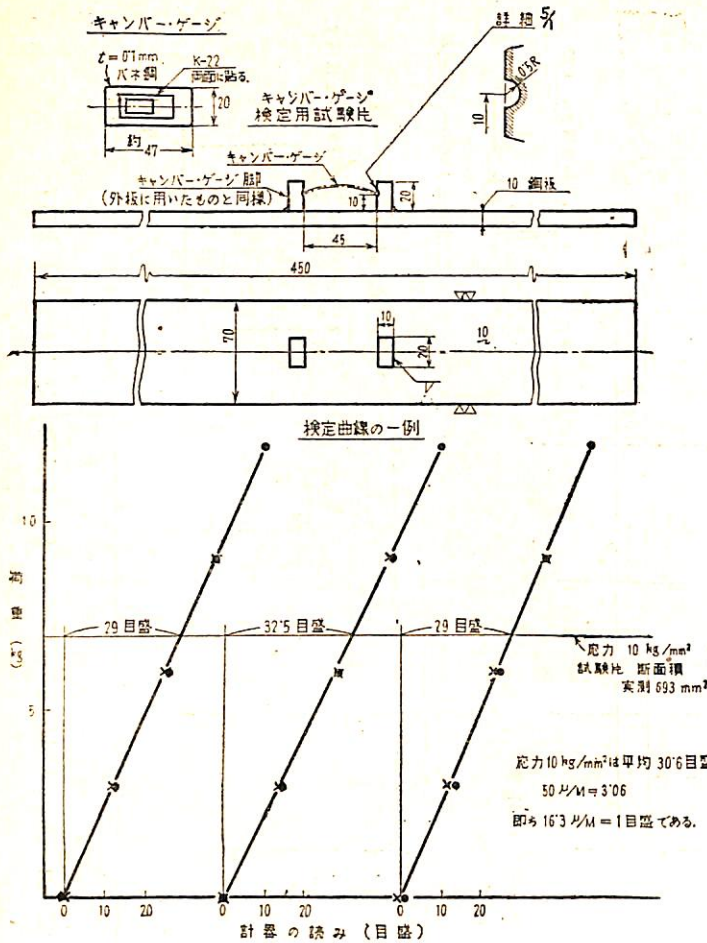 キャンバー・ゲージ
t=0.1mm
バネ鋼
K-22
両面に貼る.
20
約47
詳細 5/1
0.5R
10
キャンバー・ゲージ
検定用試験片
キャンバー・ゲージ
キャンバー・ゲージ脚
(外板に用いたものと同様)
10
20
10 鋼板
45
450
70
10
20
10
検定曲線の一例
10
5
荷重
29目盛
32.5目盛
29目盛
応力 10 kg/mm²
試験片 断面積
実測 693 mm²
応力10 kg/mm²は平均 30.6目盛
50 μ/M = 3.06
即ち 16.3 μ/M = 1目盛である.
0 10 20 0 10 20 0 10 20
計器の読み (目盛)